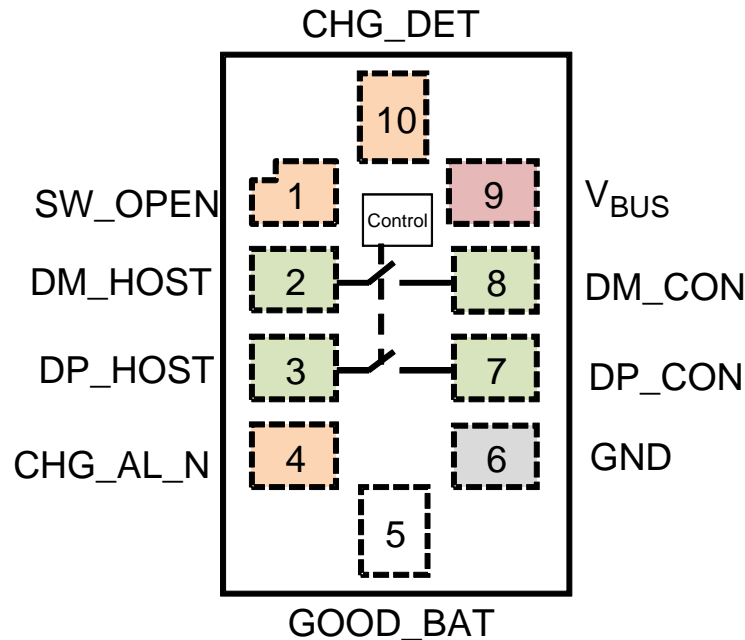 CHG_DET
10
SW_OPEN 1 Control 9 VBUS
DM_HOST 2 8 DM_CON
DP_HOST 3 7 DP_CON
CHG_AL_N 4 6 GND
5
GOOD_BAT